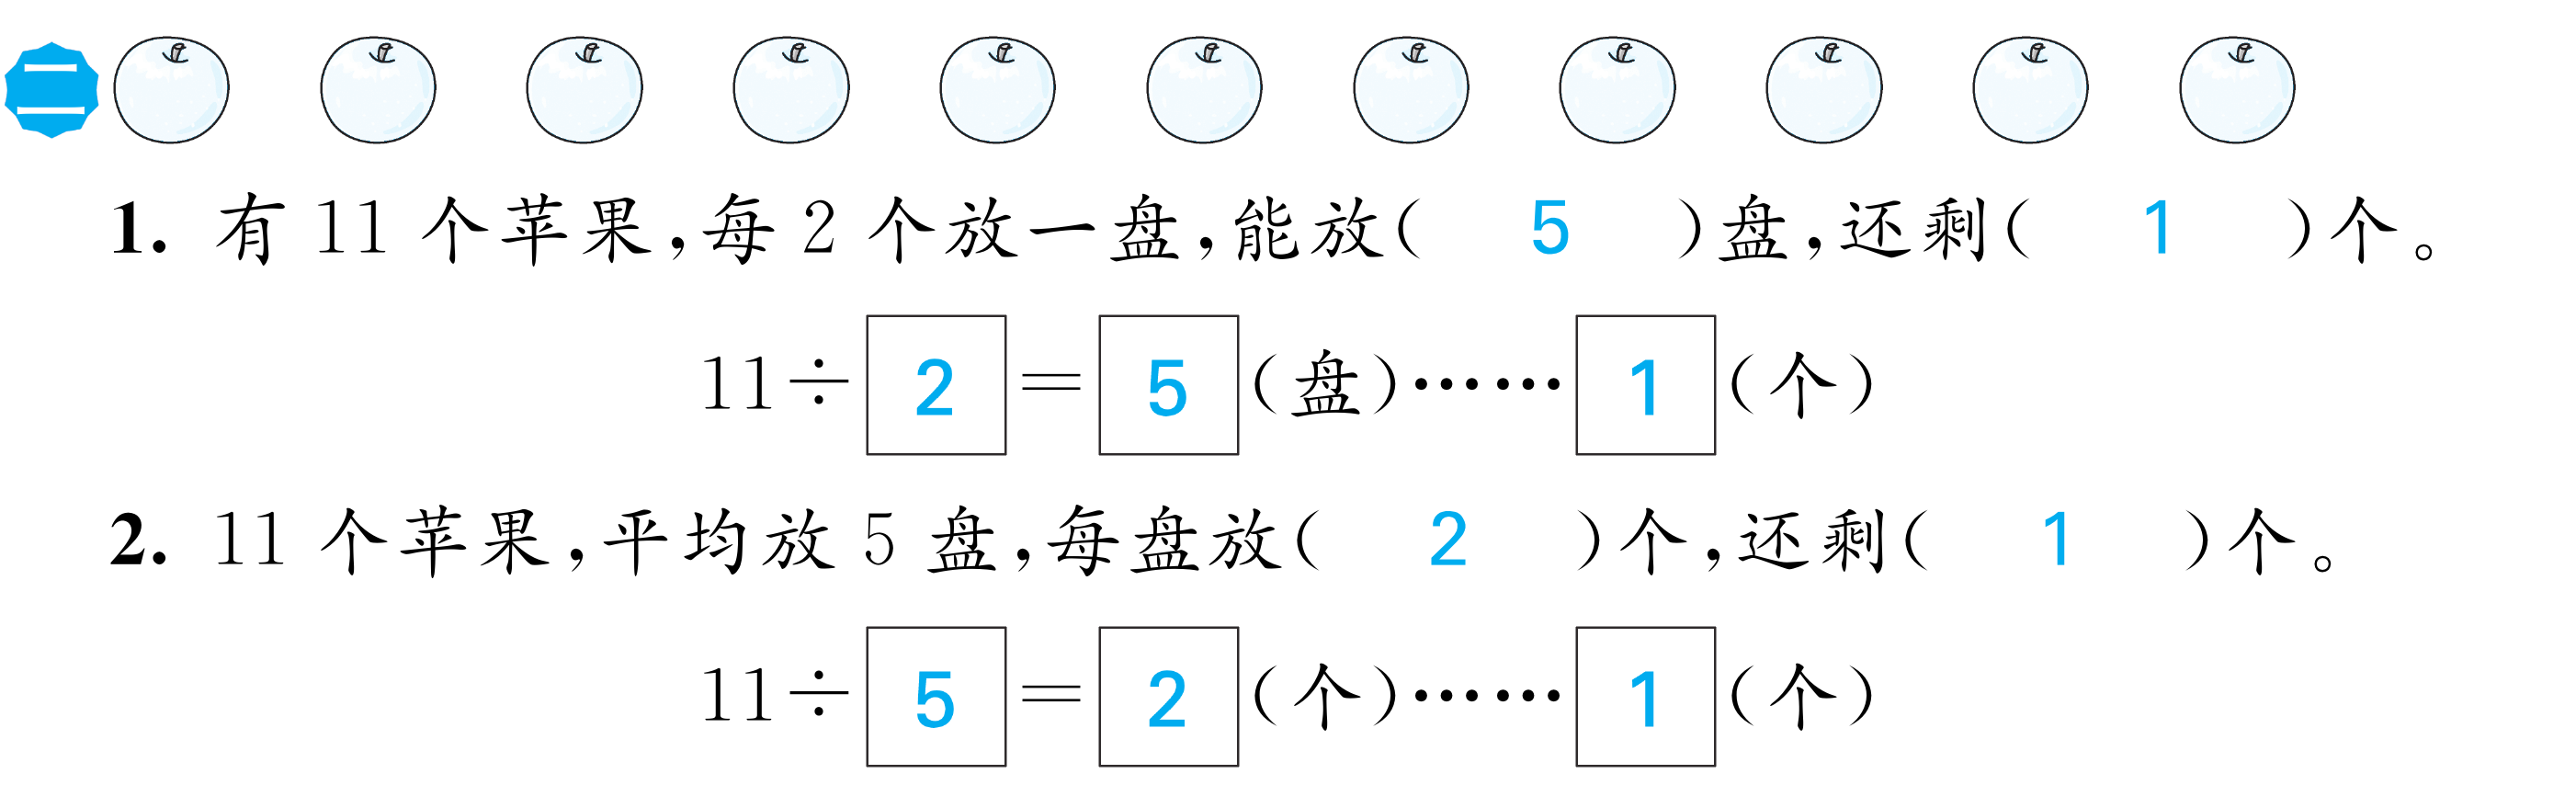 二
1. 有 11 个苹果,每 2 个放一盘,能放( 5 )盘,还剩( 1 )个。
11÷2=5(盘)……1(个)
2. 11 个苹果,平均放 5 盘,每盘放( 2 )个,还剩( 1 )个。
11÷5=2(个)……1(个)